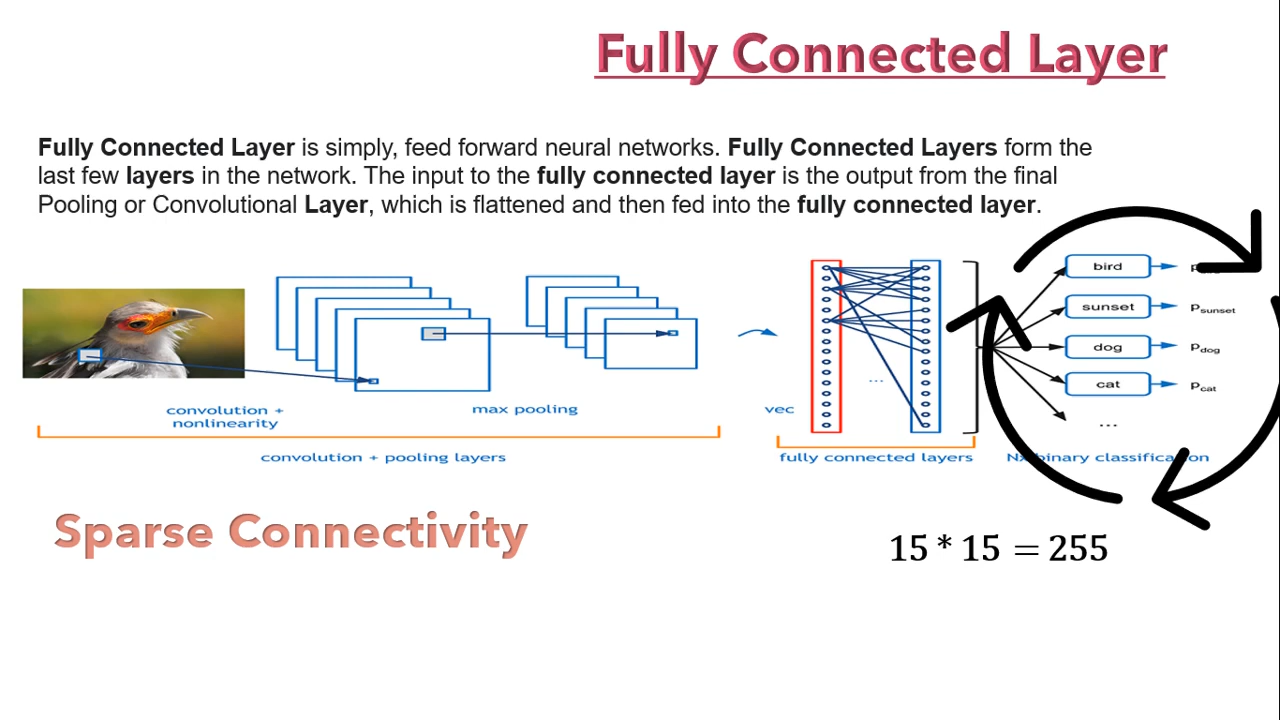 Fully Connected Layer
Fully Connected Layer is simply, feed forward neural networks. Fully Connected Layers form the
last few layers in the network. The input to the fully connected layer is the output from the final
Pooling or Convolutional Layer, which is flattened and then fed into the fully connected layer.
bird
sunset
Psunset
dog
Pdog
cat
Pcat
...
...
convolution +
nonlinearity
max pooling
vec
convolution + pooling layers
fully connected layers
Nx binary classification
Sparse Connectivity
15 * 15 = 255